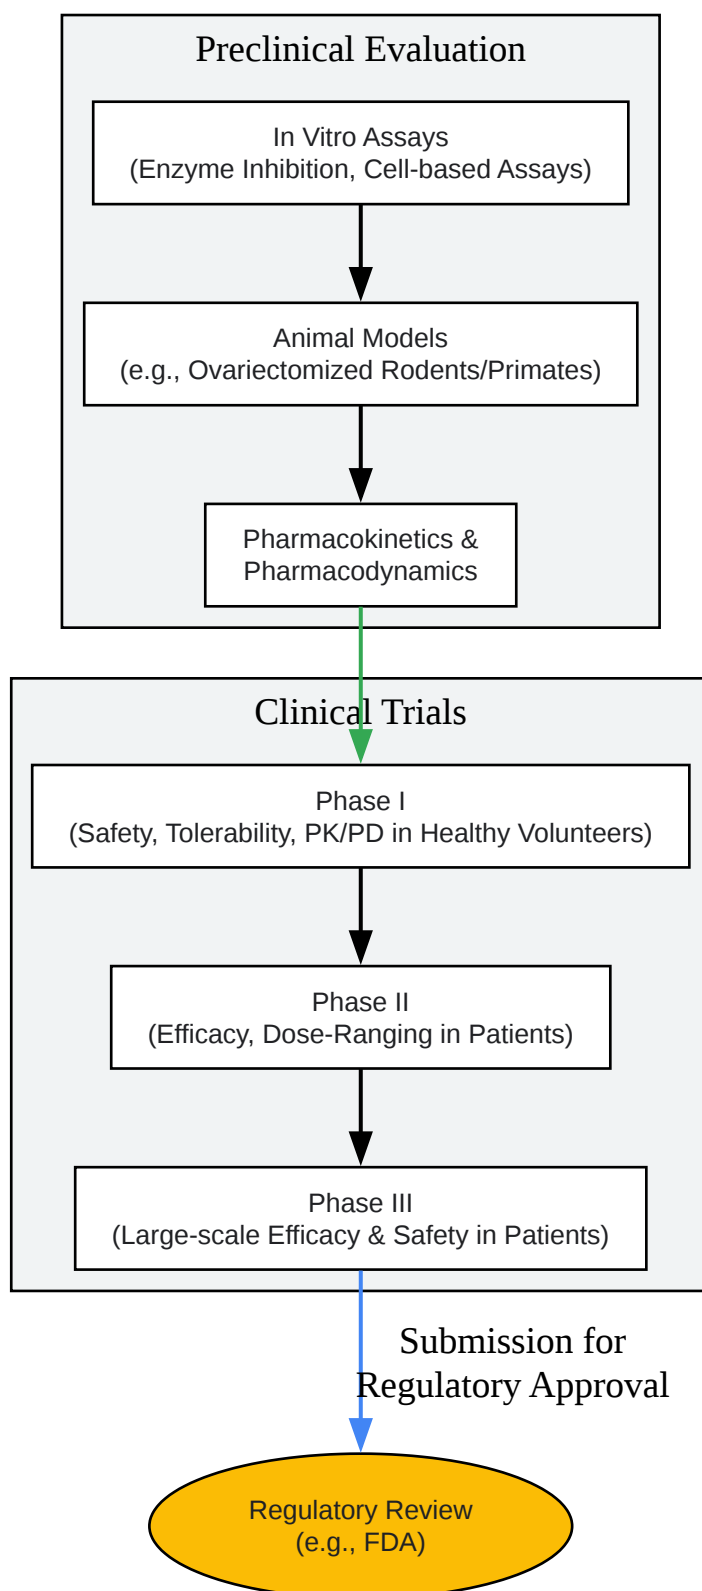 Preclinical Evaluation
In Vitro Assays
(Enzyme Inhibition, Cell-based Assays)
Animal Models
(e.g., Ovariectomized Rodents/Primates)
Pharmacokinetics &
Pharmacodynamics
Clinical Trials
Phase I
(Safety, Tolerability, PK/PD in Healthy Volunteers)
Phase II
(Efficacy, Dose-Ranging in Patients)
Phase III
(Large-scale Efficacy & Safety in Patients)
Submission for
Regulatory Approval
Regulatory Review
(e.g., FDA)